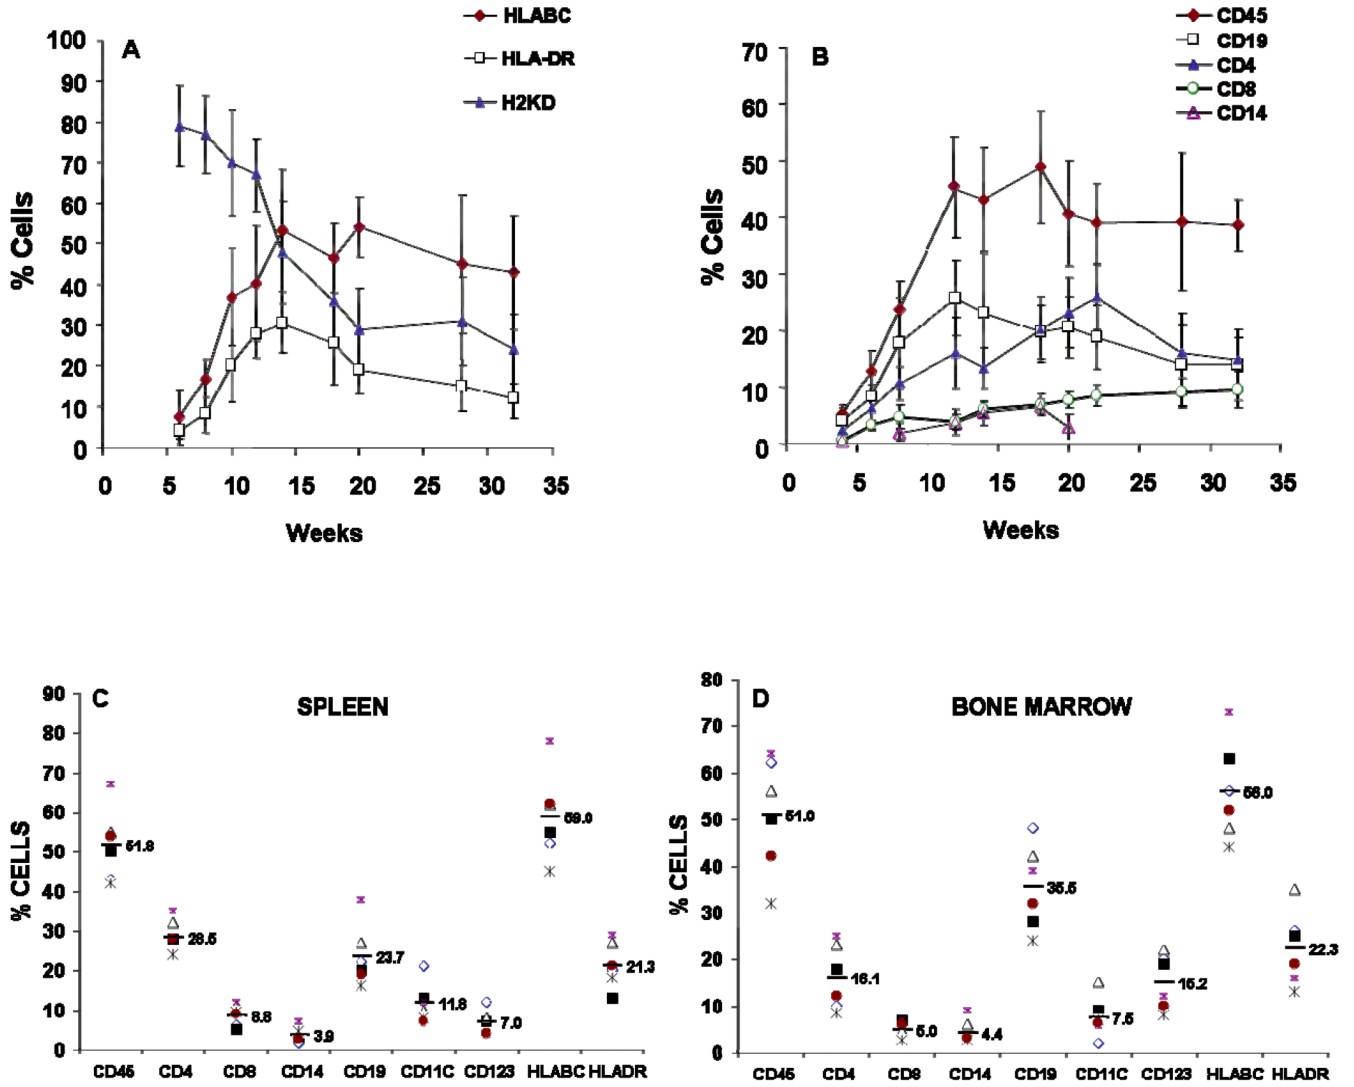 A
HLABC
HLA-DR
H2KD
100
90
80
70
60
50
40
30
20
10
0
% Cells
0 5 10 15 20 25 30 35
Weeks
B
CD45
CD19
CD4
CD8
CD14
70
60
50
40
30
20
10
0
% Cells
0 5 10 15 20 25 30 35
Weeks
C
SPLEEN
90
80
70
60
50
40
30
20
10
0
% CELLS
51.8
28.5
8.8
3.9
23.7
11.8
7.0
59.0
21.3
CD45 CD4 CD8 CD14 CD19 CD11C CD123 HLABC HLADR
D
BONE MARROW
80
70
60
50
40
30
20
10
0
% CELLS
51.0
16.1
5.0
4.4
35.5
7.5
15.2
56.0
22.3
CD45 CD4 CD8 CD14 CD19 CD11C CD123 HLABC HLADR